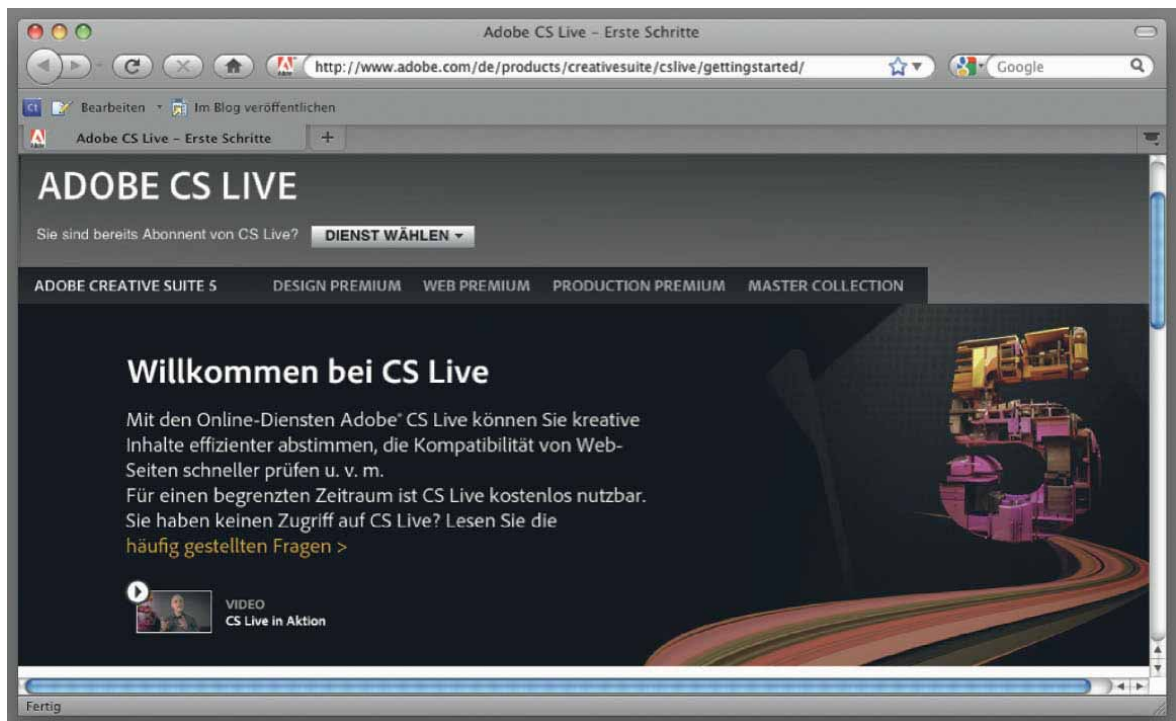 Adobe CS Live – Erste Schritte
http://www.adobe.com/de/products/creativesuite/cslive/gettingstarted/
Google
Bearbeiten
Im Blog veröffentlichen
Adobe CS Live – Erste Schritte
+
ADOBE CS LIVE
Sie sind bereits Abonnent von CS Live? DIENST WÄHLEN
ADOBE CREATIVE SUITE 5 DESIGN PREMIUM WEB PREMIUM PRODUCTION PREMIUM MASTER COLLECTION
Willkommen bei CS Live
Mit den Online-Diensten Adobe® CS Live können Sie kreative
Inhalte effizienter abstimmen, die Kompatibilität von Web-
Seiten schneller prüfen u. v. m.
Für einen begrenzten Zeitraum ist CS Live kostenlos nutzbar.
Sie haben keinen Zugriff auf CS Live? Lesen Sie die
häufig gestellten Fragen >
VIDEO
CS Live in Aktion
Fertig